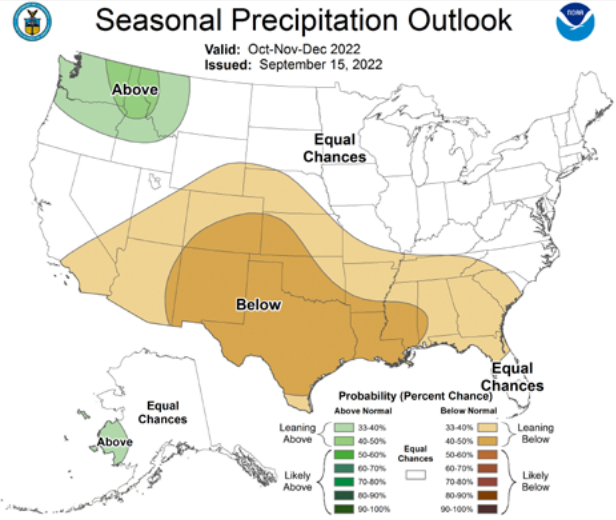 Seasonal Precipitation Outlook
NOAA
Valid: Oct-Nov-Dec 2022
Issued: September 15, 2022
Above
Equal
Chances
Below
Equal
Chances
Equal
Chances
Above
Probability (Percent Chance)
Above Normal
Below Normal
Leaning
Above
33-40%
40-50%
Likely
Above
50-60%
60-70%
70-80%
80-90%
90-100%
Equal
Chances
33-40%
40-50%
Leaning
Below
50-60%
60-70%
70-80%
80-90%
90-100%
Likely
Below